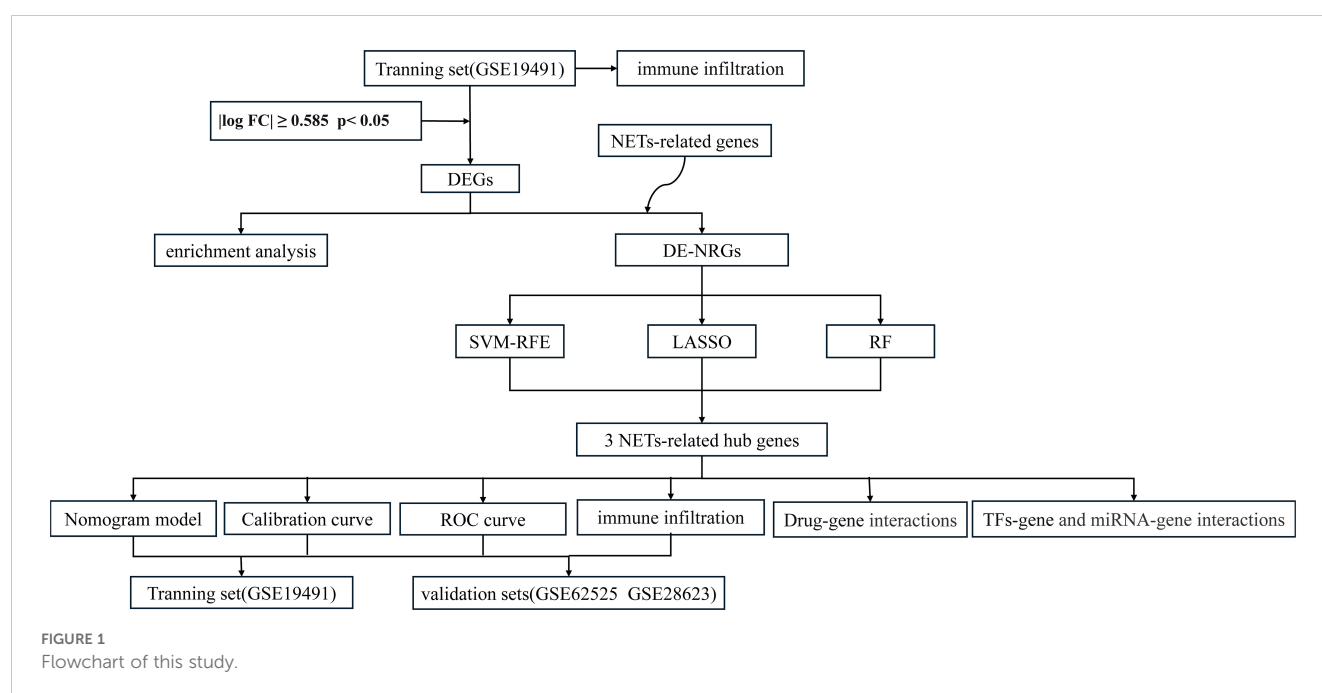 Tranning set(GSE19491)
immune infiltration
|log FC| ≥ 0.585 p< 0.05
NETs-related genes
DEGs
enrichment analysis
DE-NRGs
SVM-RFE
LASSO
RF
3 NETs-related hub genes
Nomogram model
Calibration curve
ROC curve
immune infiltration
Drug-gene interactions
TFs-gene and miRNA-gene interactions
Tranning set(GSE19491)
validation sets(GSE62525 GSE28623)
FIGURE 1
Flowchart of this study.